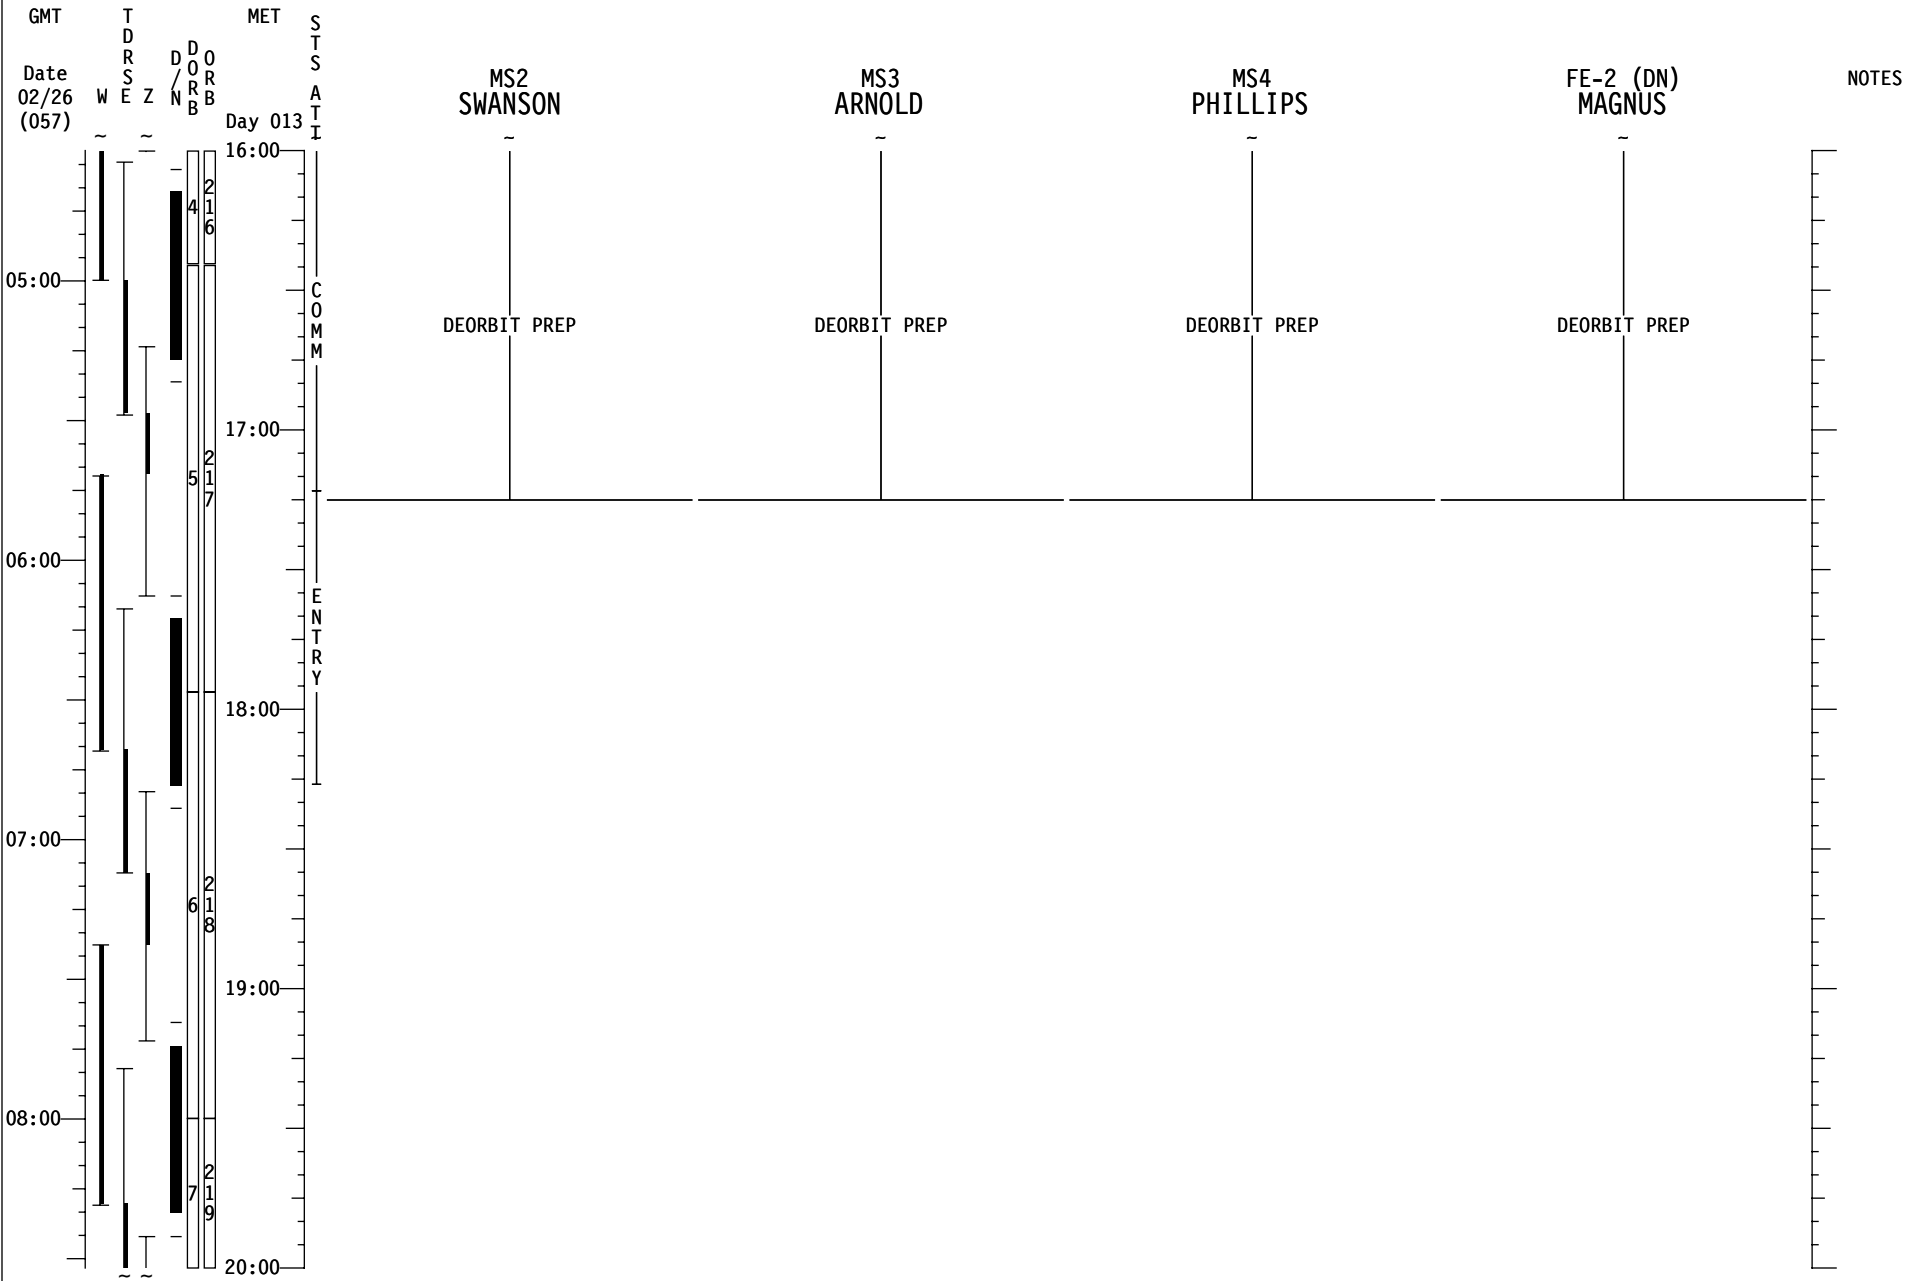 GMT
TDRSE
MET
STS ATT
D/N
DORB
ORB
Date
02/26
(057)
W E Z
Day 013
MS2
SWANSON
MS3
ARNOLD
MS4
PHILLIPS
FE-2 (DN)
MAGNUS
NOTES
~ ~ ~ ~ ~ ~
16:00
4 216
05:00
COMM
DEORBIT PREP DEORBIT PREP DEORBIT PREP DEORBIT PREP
17:00
5 217
06:00
ENTRY
18:00
07:00
6 218
19:00
08:00
7 219
20:00
~ ~